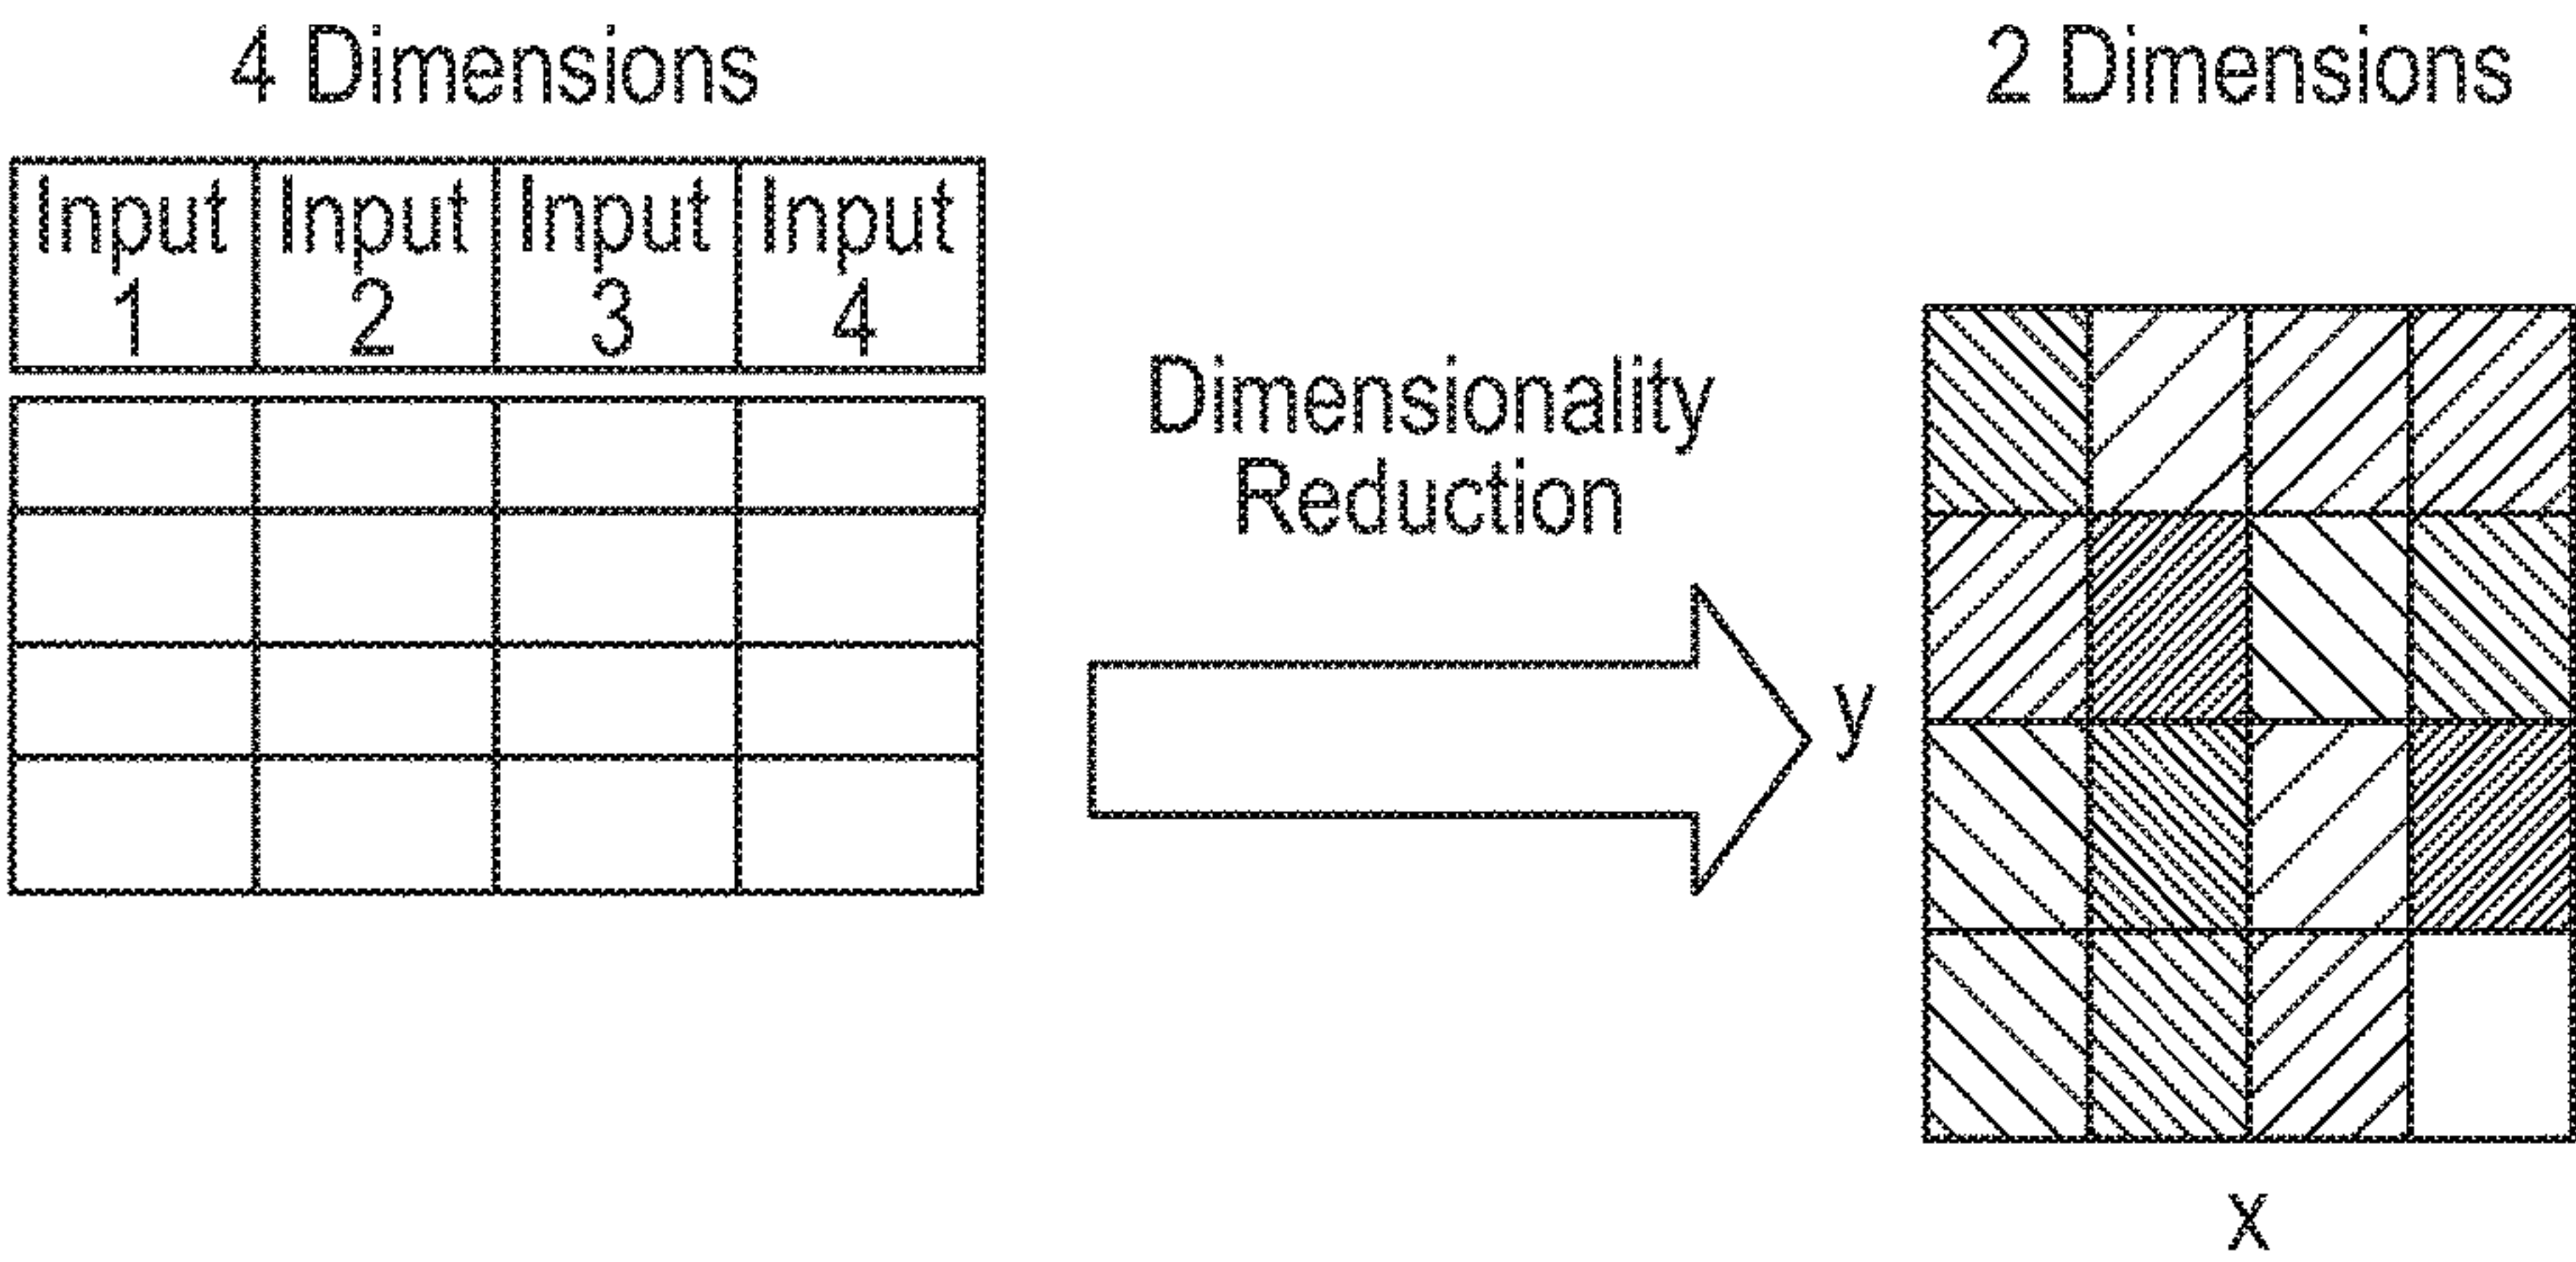 4 Dimensions
2 Dimensions
Input 1
Input 2
Input 3
Input 4
Dimensionality
Reduction
y
x